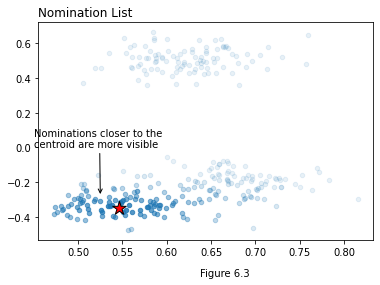 Nomination List
0.6
0.4
0.2
0.0
−0.2
−0.4
Nominations closer to the
centroid are more visible
0.50 0.55 0.60 0.65 0.70 0.75 0.80
Figure 6.3